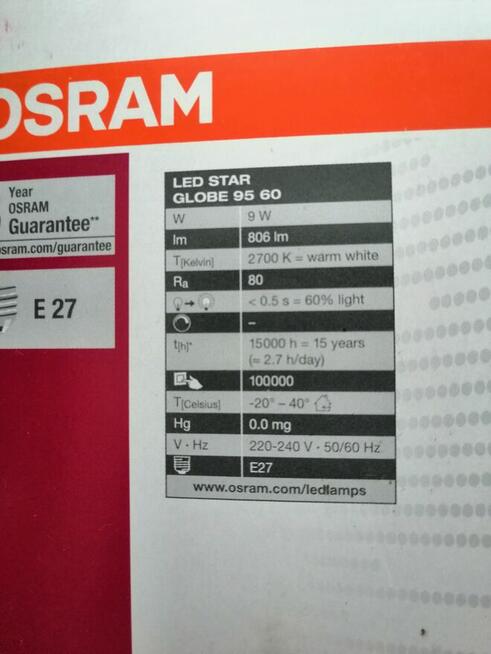 OSRAM
Year
OSRAM
Guarantee**
sram.com/guarantee
E 27
LED STAR
GLOBE 95 60
W 9 W
lm 806 lm
T[Kelvin] 2700 K = warm white
Ra 80
< 0.5 s = 60% light
–
t[h]* 15000 h = 15 years
(= 2.7 h/day)
100000
T[Celsius] -20° – 40°
Hg 0.0 mg
V · Hz 220-240 V · 50/60 Hz
E27
www.osram.com/ledlamps